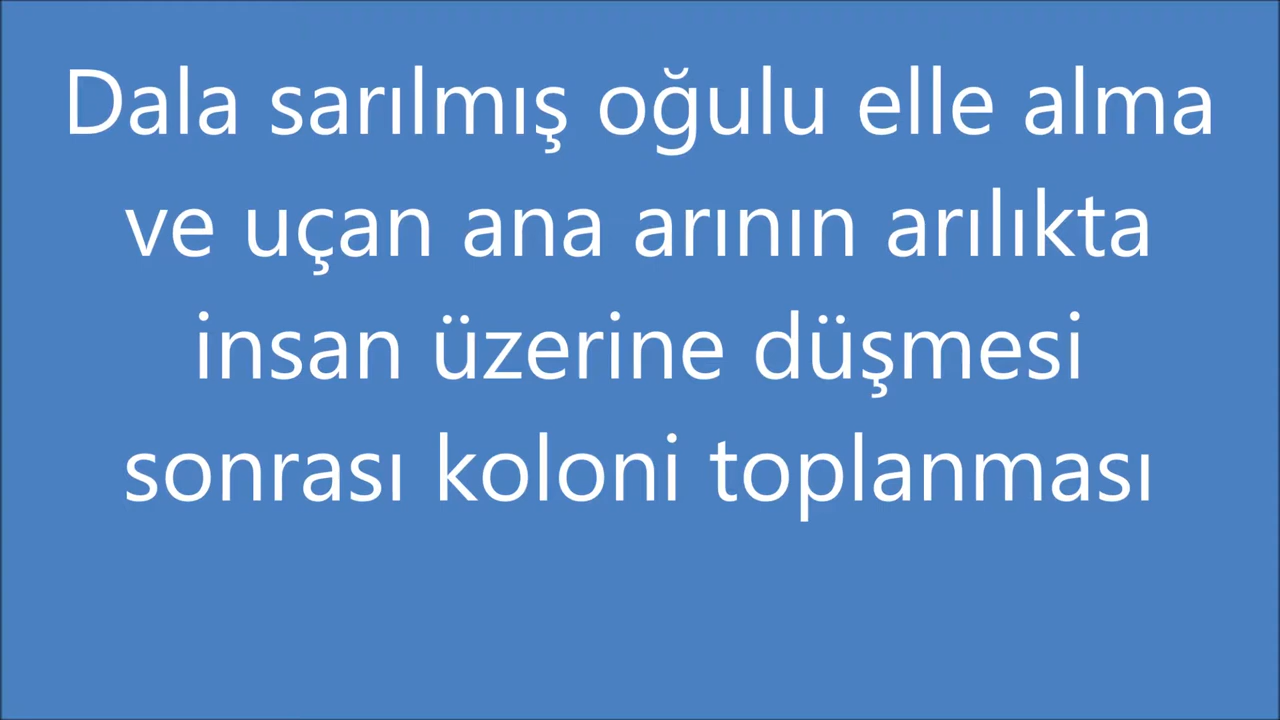 Dala sarılmış oğulu elle alma
ve uçan ana arının arılıkta
insan üzerine düşmesi
sonrası koloni toplanması